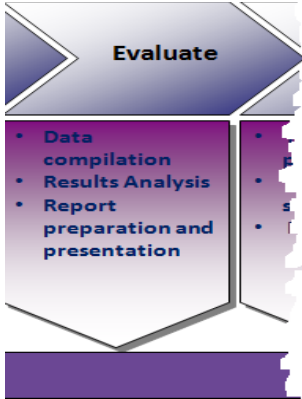 Evaluate
• Data
compilation
• Results Analysis
• Report
preparation and
presentation